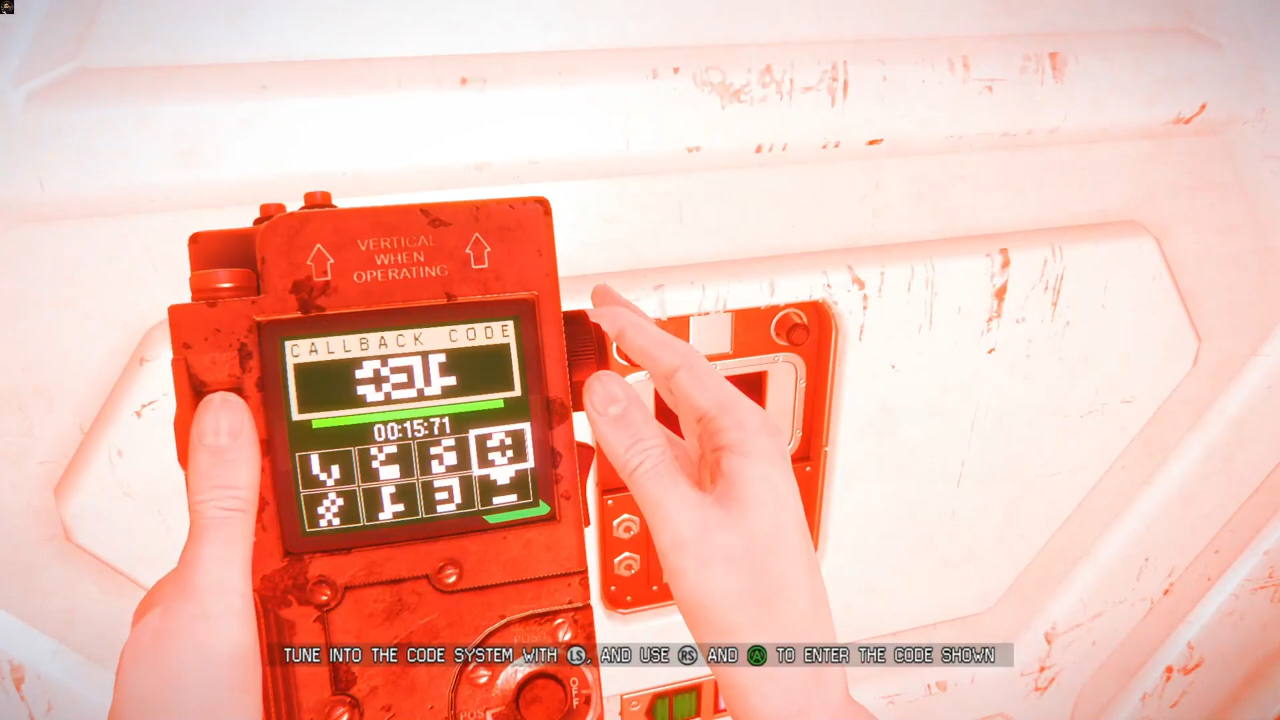 VERTICAL
WHEN
OPERATING
CALLBACK CODE
00:15:71
OFF
TUNE INTO THE CODE SYSTEM WITH LS, AND USE RS AND A TO ENTER THE CODE SHOWN